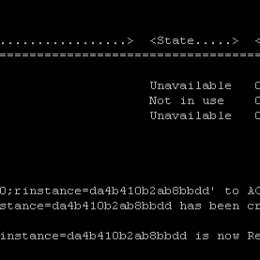 .................> <State.....> <
===================================
Unavailable
Not in use
Unavailable
0;rinstance=da4b410b2ab8bbdd' to AC
stance=da4b410b2ab8bbdd has been cr
instance=da4b410b2ab8bbdd is now Re